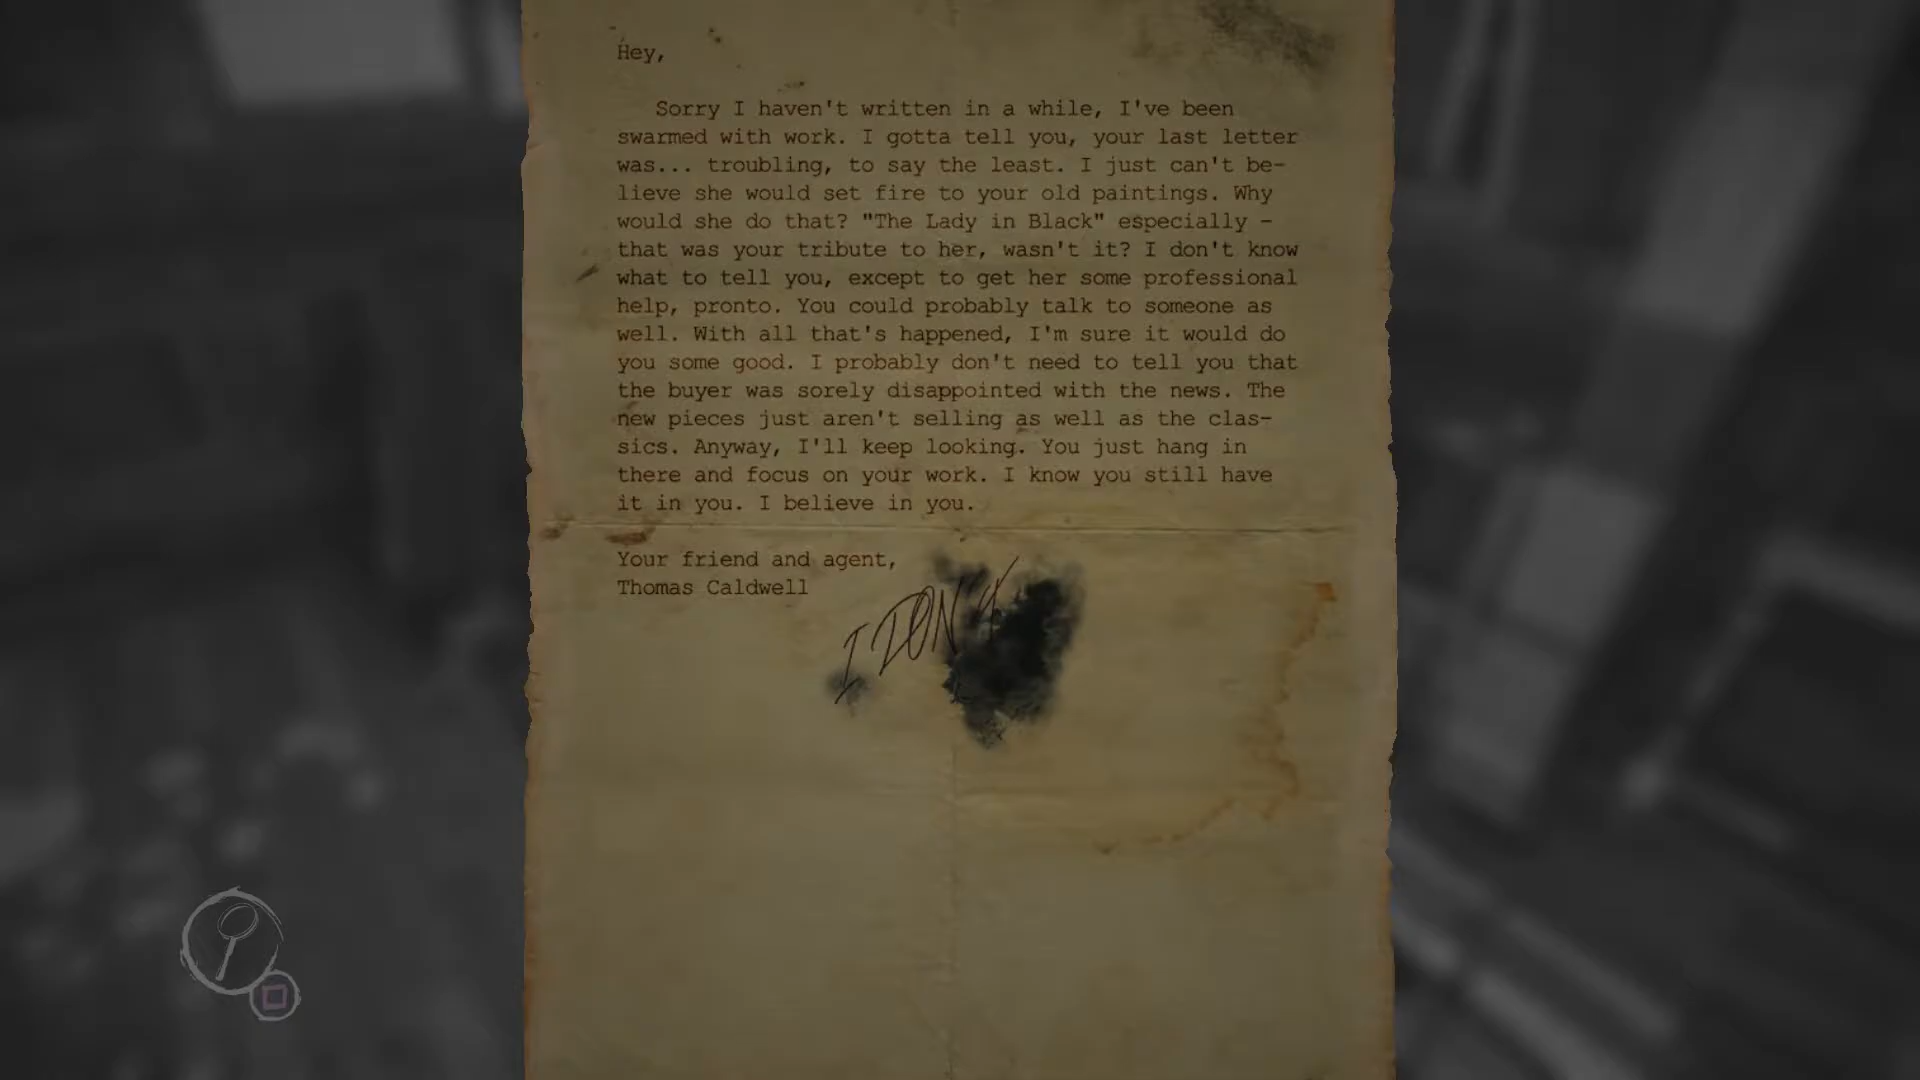 Hey,
Sorry I haven't written in a while, I've been
swarmed with work. I gotta tell you, your last letter
was... troubling, to say the least. I just can't be-
lieve she would set fire to your old paintings. Why
would she do that? "The Lady in Black" especially -
that was your tribute to her, wasn't it? I don't know
what to tell you, except to get her some professional
help, pronto. You could probably talk to someone as
well. With all that's happened, I'm sure it would do
you some good. I probably don't need to tell you that
the buyer was sorely disappointed with the news. The
new pieces just aren't selling as well as the clas-
sics. Anyway, I'll keep looking. You just hang in
there and focus on your work. I know you still have
it in you. I believe in you.
Your friend and agent,
Thomas Caldwell
I DON'T